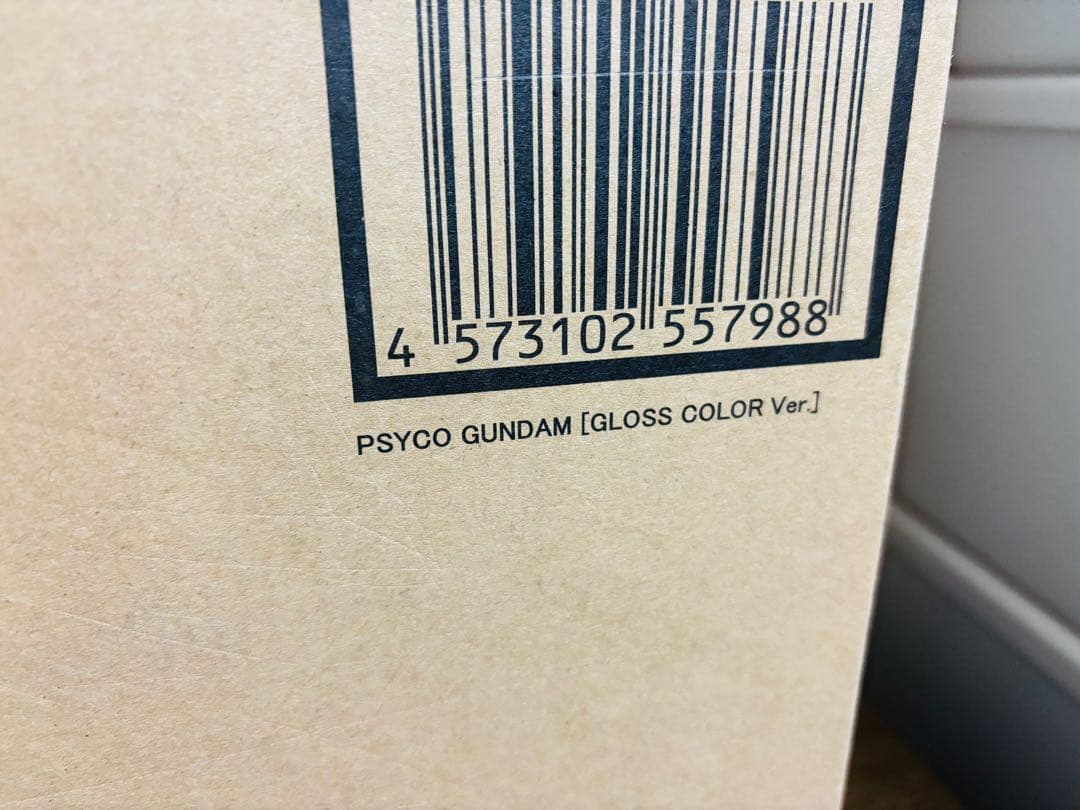 4 573102 557988
PSYCO GUNDAM [GLOSS COLOR Ver.]